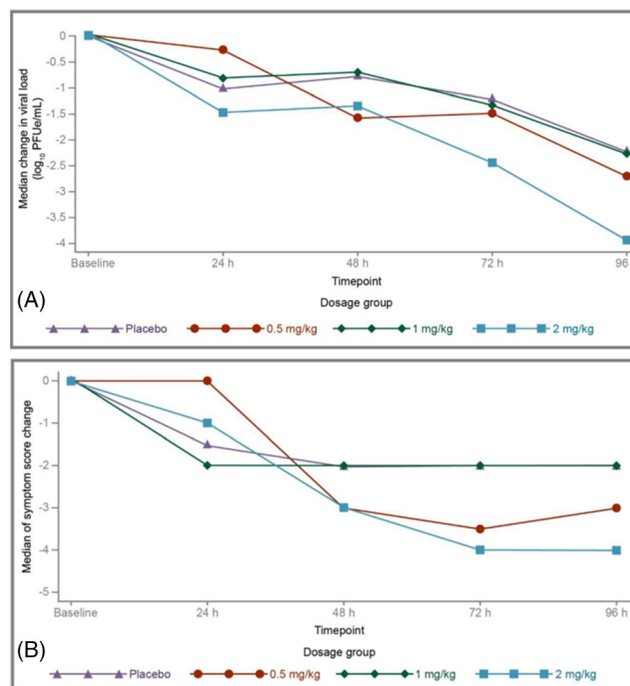 0
-0.5
-1
-1.5
-2
-2.5
-3
-3.5
-4
Median change in viral load
(log10 PFUe/mL)
Baseline 24 h 48 h 72 h 96
Timepoint
(A)
Dosage group
Placebo 0.5 mg/kg 1 mg/kg 2 mg/kg
0
-1
-2
-3
-4
-5
Median of symptom score change
Baseline 24 h 48 h 72 h 96 h
Timepoint
(B)
Dosage group
Placebo 0.5 mg/kg 1 mg/kg 2 mg/kg